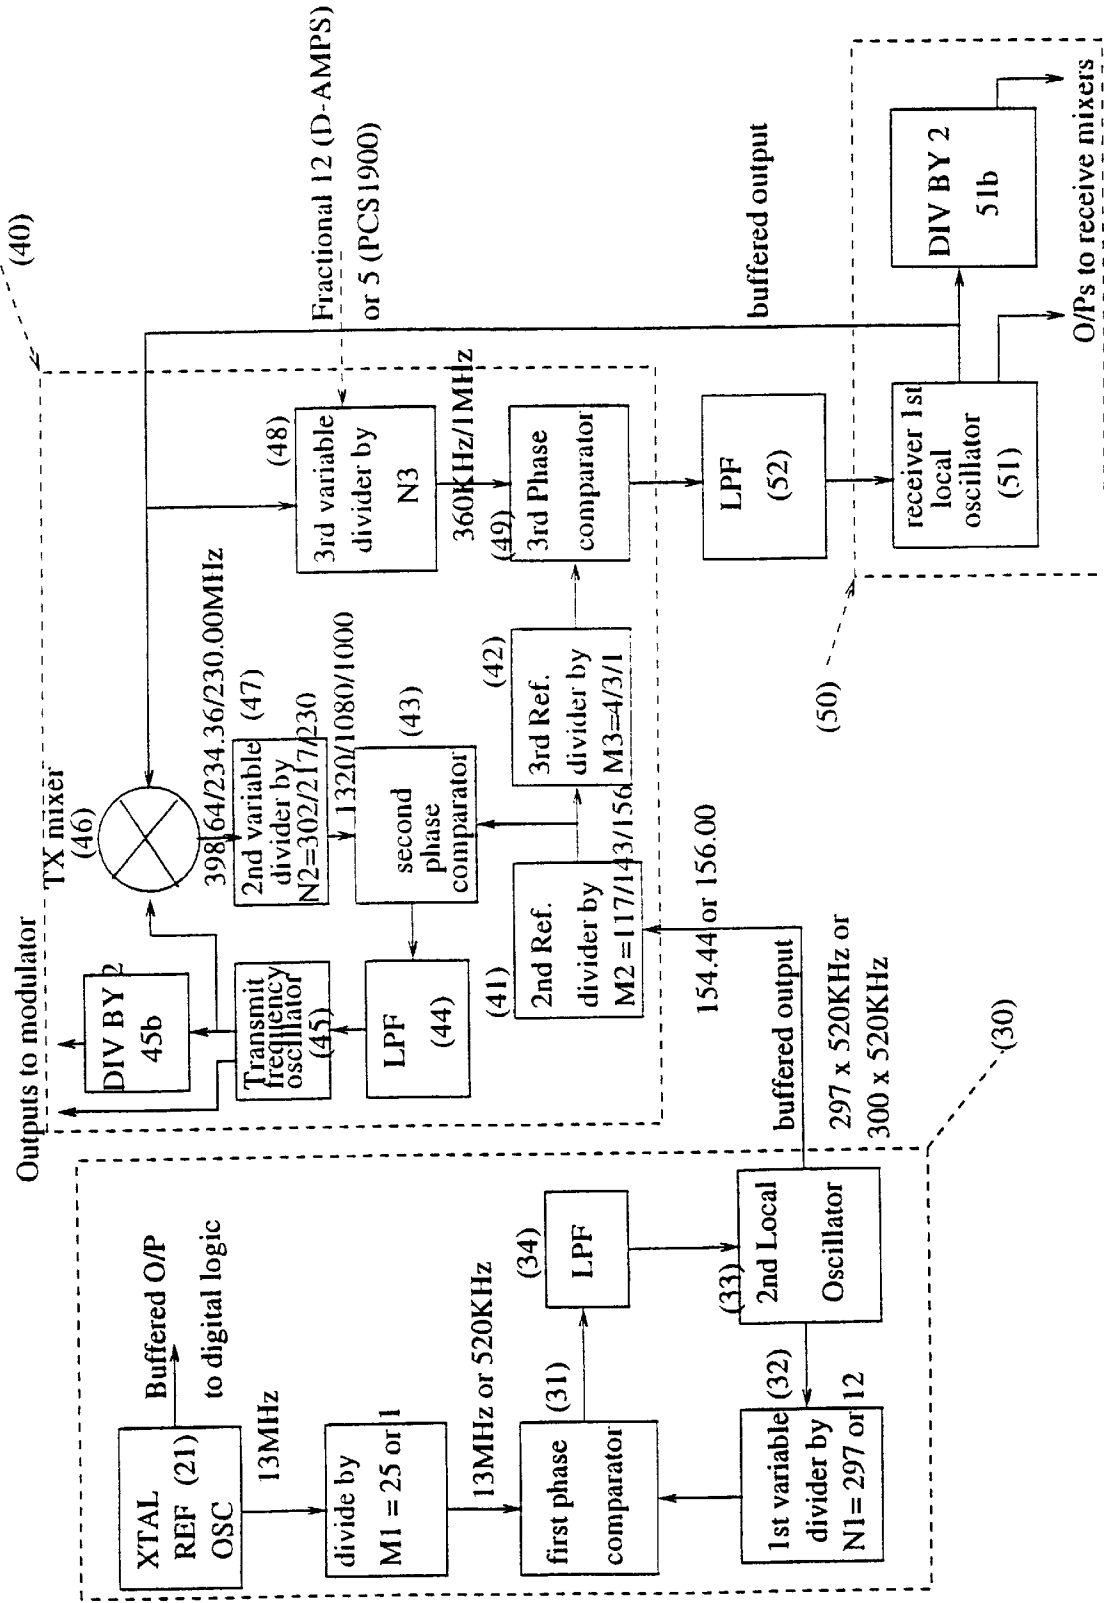 XTAL
REF (21)
OSC
Buffered O/P
to digital logic
13MHz
divide by
M1 = 25 or 1
13MHz or 520KHz
first phase
comparator
(31)
(34)
LPF
(33)
2nd Local
Oscillator
(32)
1st variable
divider by
N1= 297 or 12
buffered output
297 x 520KHz or
300 x 520KHz
(30)
154.44 or 156.00
Outputs to modulator
DIV BY 2
45b
Transmit
frequency
oscillator
(45)
LPF
(44)
(41)
2nd Ref.
divider by
M2 =117/143/156
TX mixer
(46)
398.64/234.36/230.00MHz
(47)
2nd variable
divider by
N2=302/217/230
1320/1080/1000
(43)
second
phase
comparator
(42)
3rd Ref.
divider by
M3=4/3/1
(40)
Fractional 12 (D-AMPS)
or 5 (PCS1900)
(48)
3rd variable
divider by
N3
360KHz/1MHz
(49)
3rd Phase
comparator
LPF
(52)
buffered output
(50)
receiver 1st
local
oscillator
(51)
DIV BY 2
51b
O/Ps to receive mixers